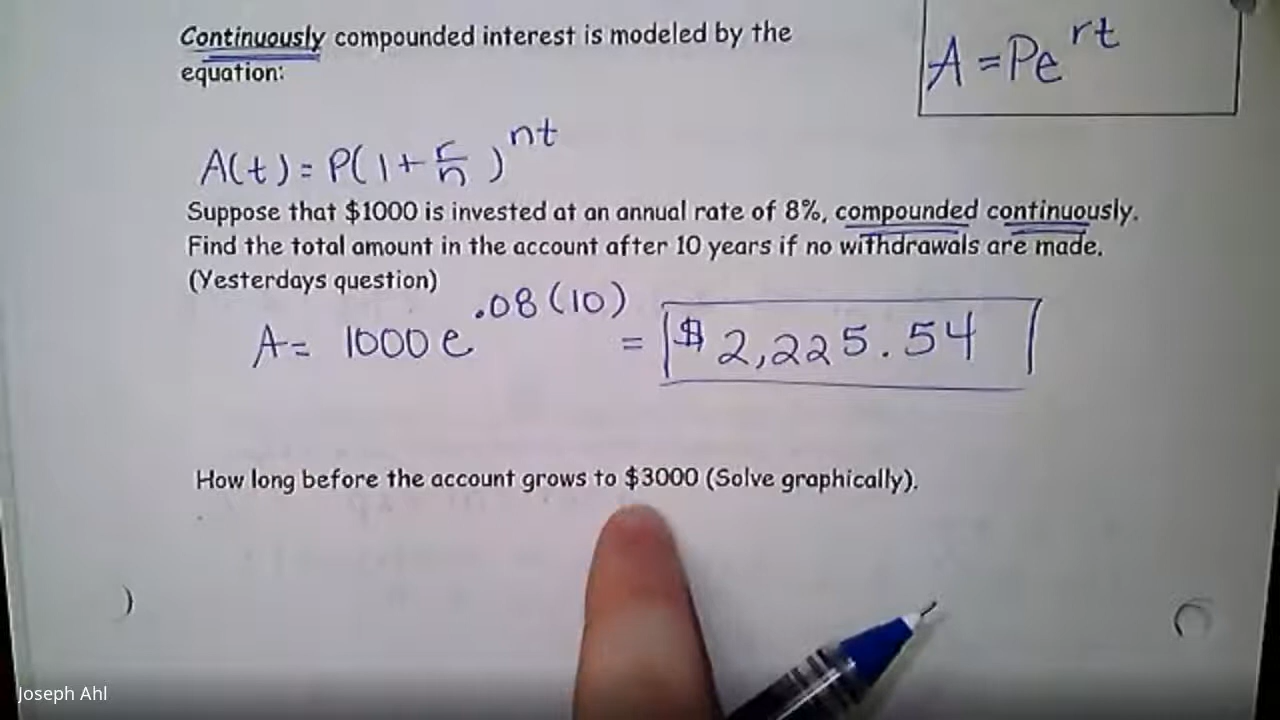 Continuously compounded interest is modeled by the
equation:
A = Pe^rt
A(t) = P(1 + r/n)^nt
Suppose that $1000 is invested at an annual rate of 8%, compounded continuously.
Find the total amount in the account after 10 years if no withdrawals are made.
(Yesterdays question)
A = 1000 e^.08(10) = $ 2,225.54
How long before the account grows to $3000 (Solve graphically).
Joseph Ahl